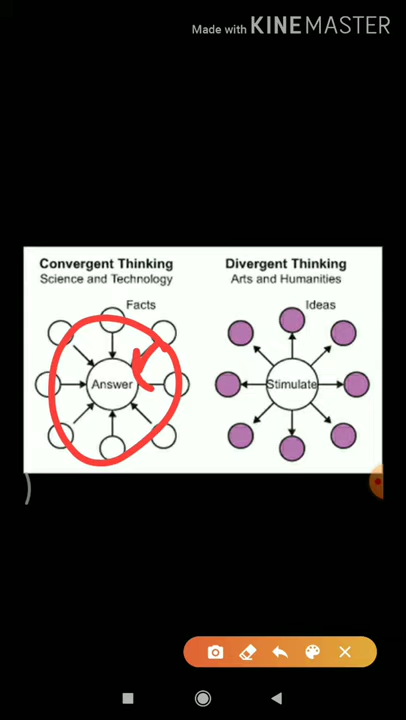 Made with KINEMASTER
Convergent Thinking
Science and Technology
Facts
Answer
Divergent Thinking
Arts and Humanities
Ideas
Stimulate